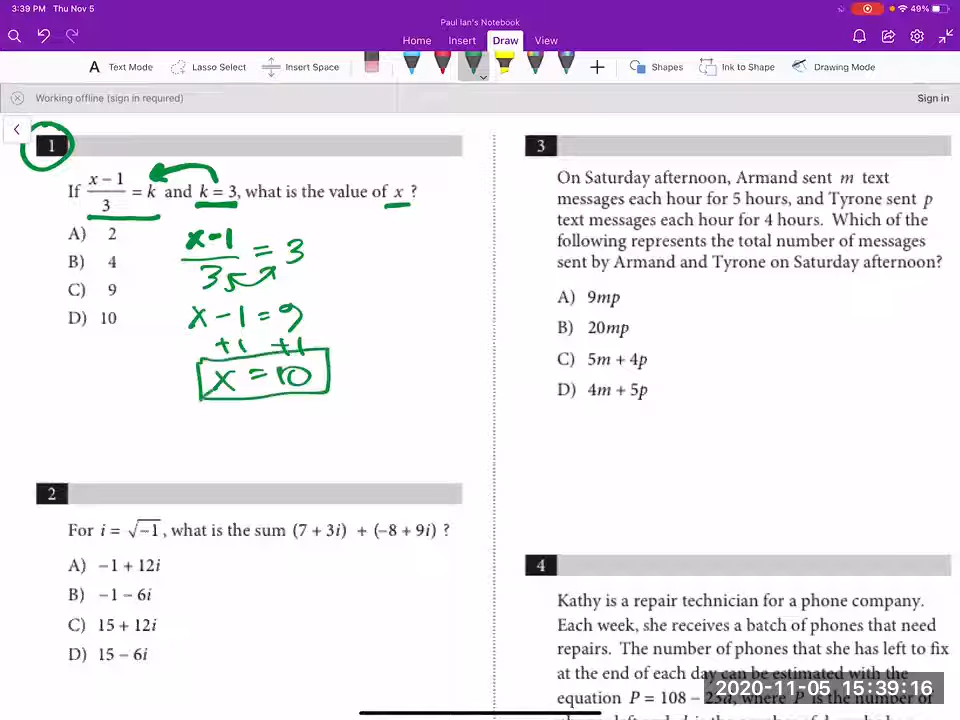 3:39 PM Thu Nov 5
49%
Paul Ian's Notebook
Home Insert Draw View
A Text Mode Lasso Select Insert Space Shapes Ink to Shape Drawing Mode
Working offline (sign in required) Sign in
1
If x – 1 / 3 = k and k = 3, what is the value of x ?
A) 2
B) 4
C) 9
D) 10
x-1 / 3 = 3
x - 1 = 9
+1 +1
x = 10
2
For i = √–1, what is the sum (7 + 3i) + (–8 + 9i) ?
A) –1 + 12i
B) –1 – 6i
C) 15 + 12i
D) 15 – 6i
3
On Saturday afternoon, Armand sent m text
messages each hour for 5 hours, and Tyrone sent p
text messages each hour for 4 hours. Which of the
following represents the total number of messages
sent by Armand and Tyrone on Saturday afternoon?
A) 9mp
B) 20mp
C) 5m + 4p
D) 4m + 5p
4
Kathy is a repair technician for a phone company.
Each week, she receives a batch of phones that need
repairs. The number of phones that she has left to fix
at the end of each day can be estimated with the
equation P = 108 – 23d, where P is the number of
2020-11-05 15:39:16